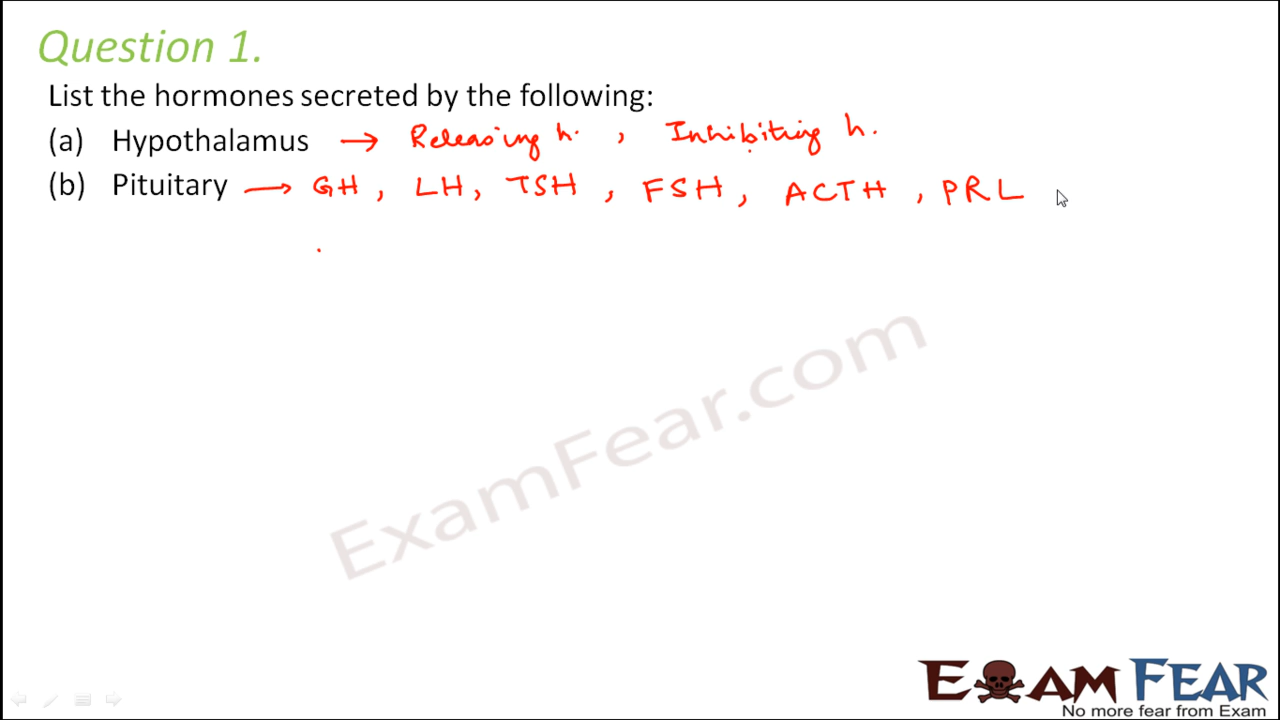 Question 1.
List the hormones secreted by the following:
(a) Hypothalamus → Releasing h. , Inhibiting h.
(b) Pituitary → GH , LH , TSH , FSH , ACTH , PRL
ExamFear.com
EXAM FEAR
No more fear from Exam